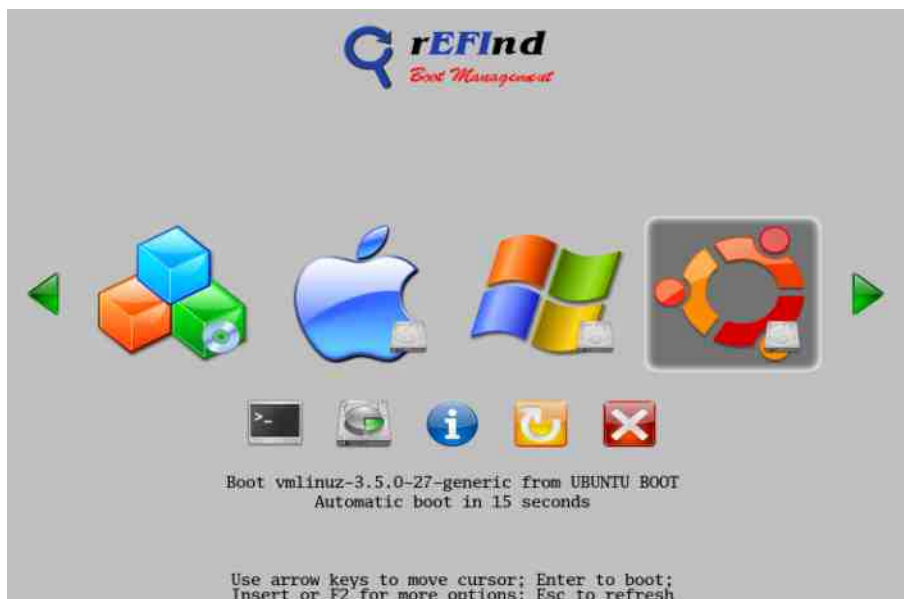 rEFInd
Boot Management
>_
i
Boot vmlinuz-3.5.0-27-generic from UBUNTU BOOT
Automatic boot in 15 seconds
Use arrow keys to move cursor; Enter to boot;
Insert or F2 for more options; Esc to refresh